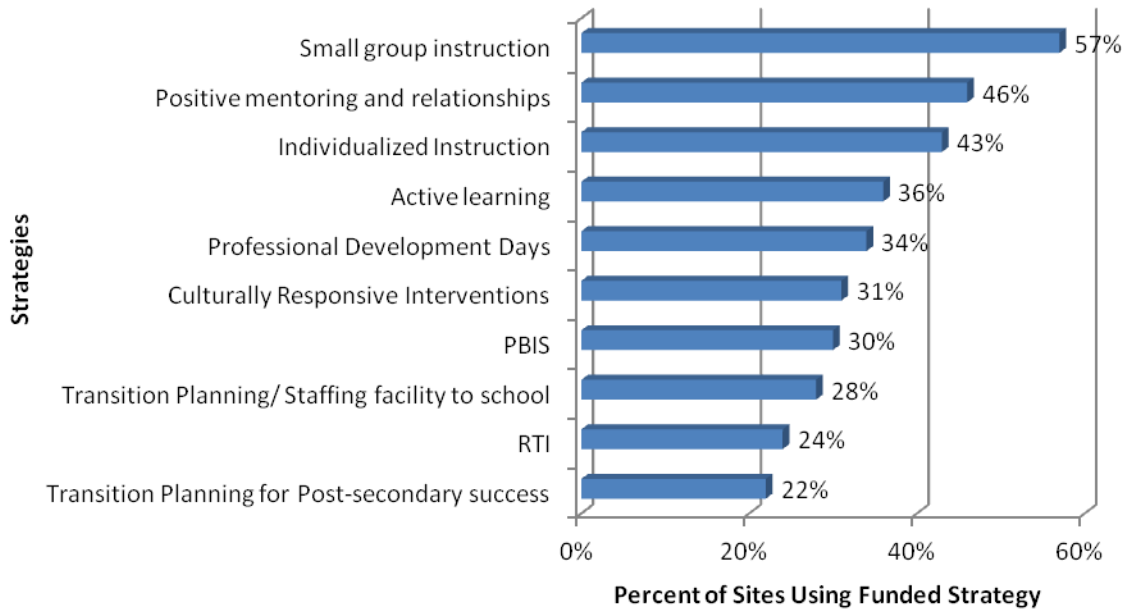 Strategies
Small group instruction 57%
Positive mentoring and relationships 46%
Individualized Instruction 43%
Active learning 36%
Professional Development Days 34%
Culturally Responsive Interventions 31%
PBIS 30%
Transition Planning/ Staffing facility to school 28%
RTI 24%
Transition Planning for Post-secondary success 22%
0% 20% 40% 60%
Percent of Sites Using Funded Strategy